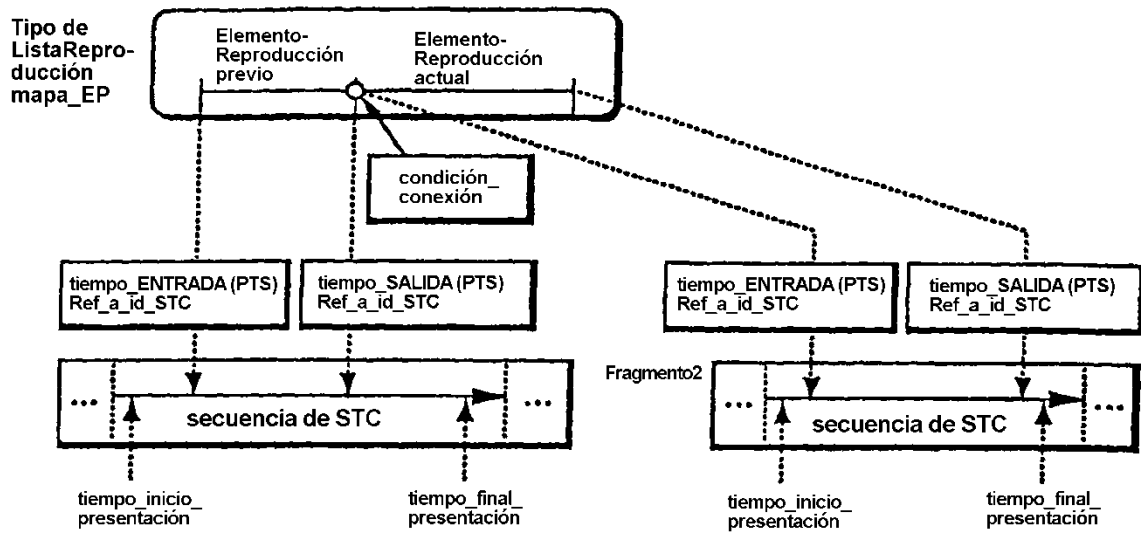 Tipo de
ListaRepro-
ducción
mapa_EP
Elemento-
Reproducción
previo
Elemento-
Reproducción
actual
condición_
conexión
tiempo_ENTRADA (PTS)
Ref_a_id_STC
tiempo_SALIDA (PTS)
Ref_a_id_STC
tiempo_ENTRADA (PTS)
Ref_a_id_STC
tiempo_SALIDA (PTS)
Ref_a_id_STC
... secuencia de STC ...
Fragmento2
... secuencia de STC ...
tiempo_inicio_
presentación
tiempo_final_
presentación
tiempo_inicio_
presentación
tiempo_final_
presentación